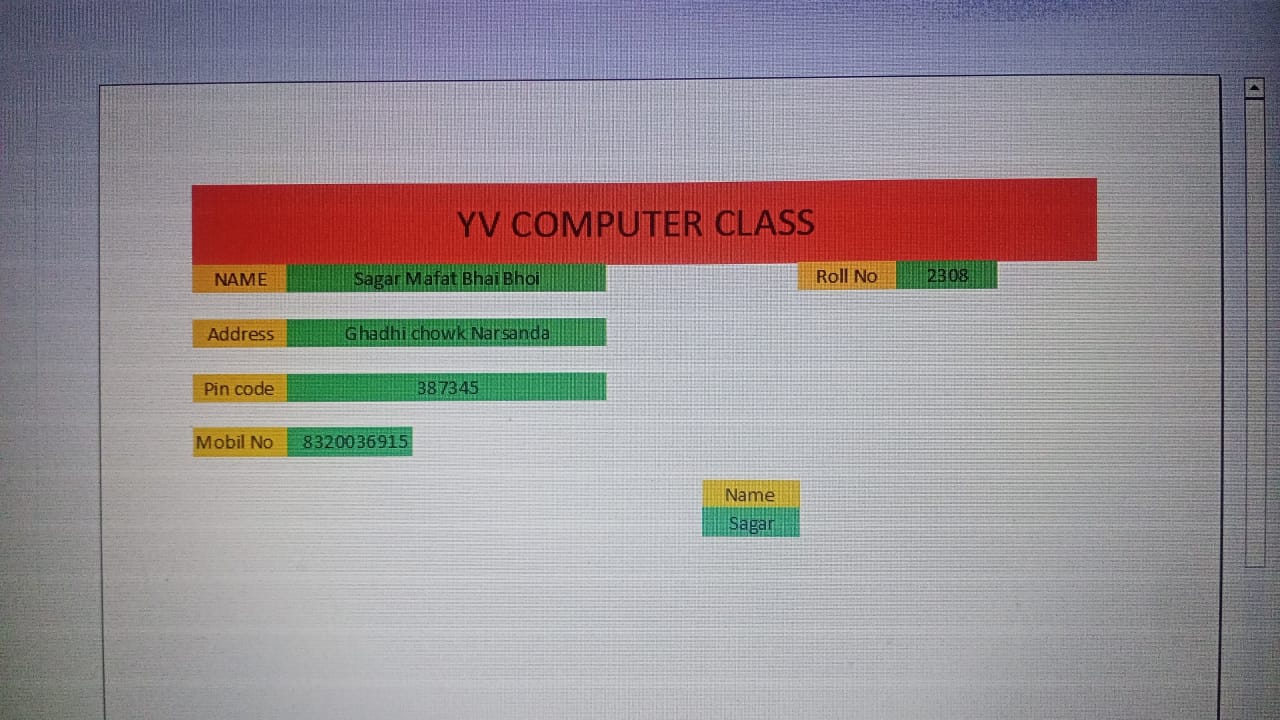 YV COMPUTER CLASS
NAME Sagar Mafat Bhai Bhoi Roll No 2308
Address Ghadhi chowk Narsanda
Pin code 387345
Mobil No 8320036915
Name
Sagar